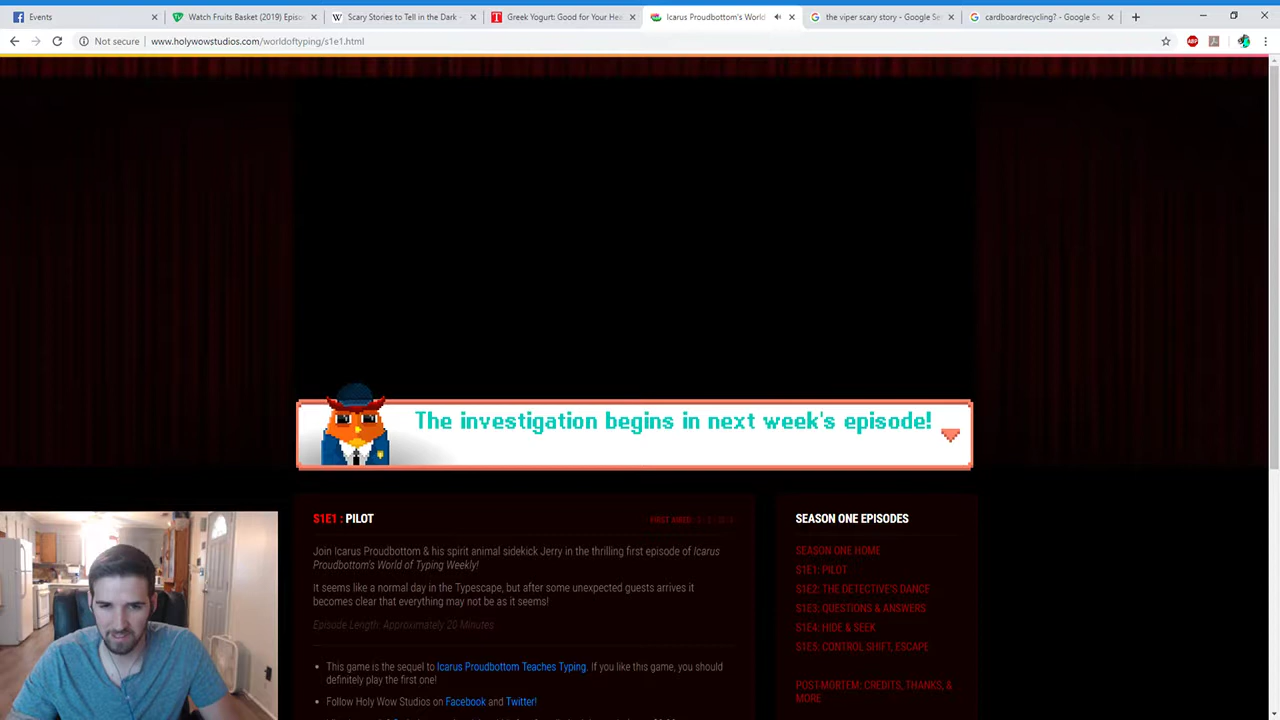 Events
Watch Fruits Basket (2019) Episo
Scary Stories to Tell in the Dark -
Greek Yogurt: Good for Your Hea
Icarus Proudbottom's World
the viper scary story - Google Se
cardboardrecycling? - Google Se
Not secure
www.holywowstudios.com/worldoftyping/s1e1.html
The investigation begins in next week's episode!
S1E1 : PILOT
FIRST AIRED:
Join Icarus Proudbottom & his spirit animal sidekick Jerry in the thrilling first episode of Icarus
Proudbottom's World of Typing Weekly!
It seems like a normal day in the Typescape, but after some unexpected guests arrives it
becomes clear that everything may not be as it seems!
Episode Length: Approximately 20 Minutes
This game is the sequel to Icarus Proudbottom Teaches Typing. If you like this game, you should
definitely play the first one!
Follow Holy Wow Studios on Facebook and Twitter!
SEASON ONE EPISODES
SEASON ONE HOME
S1E1: PILOT
S1E2: THE DETECTIVE'S DANCE
S1E3: QUESTIONS & ANSWERS
S1E4: HIDE & SEEK
S1E5: CONTROL, SHIFT, ESCAPE
POST-MORTEM: CREDITS, THANKS, &
MORE